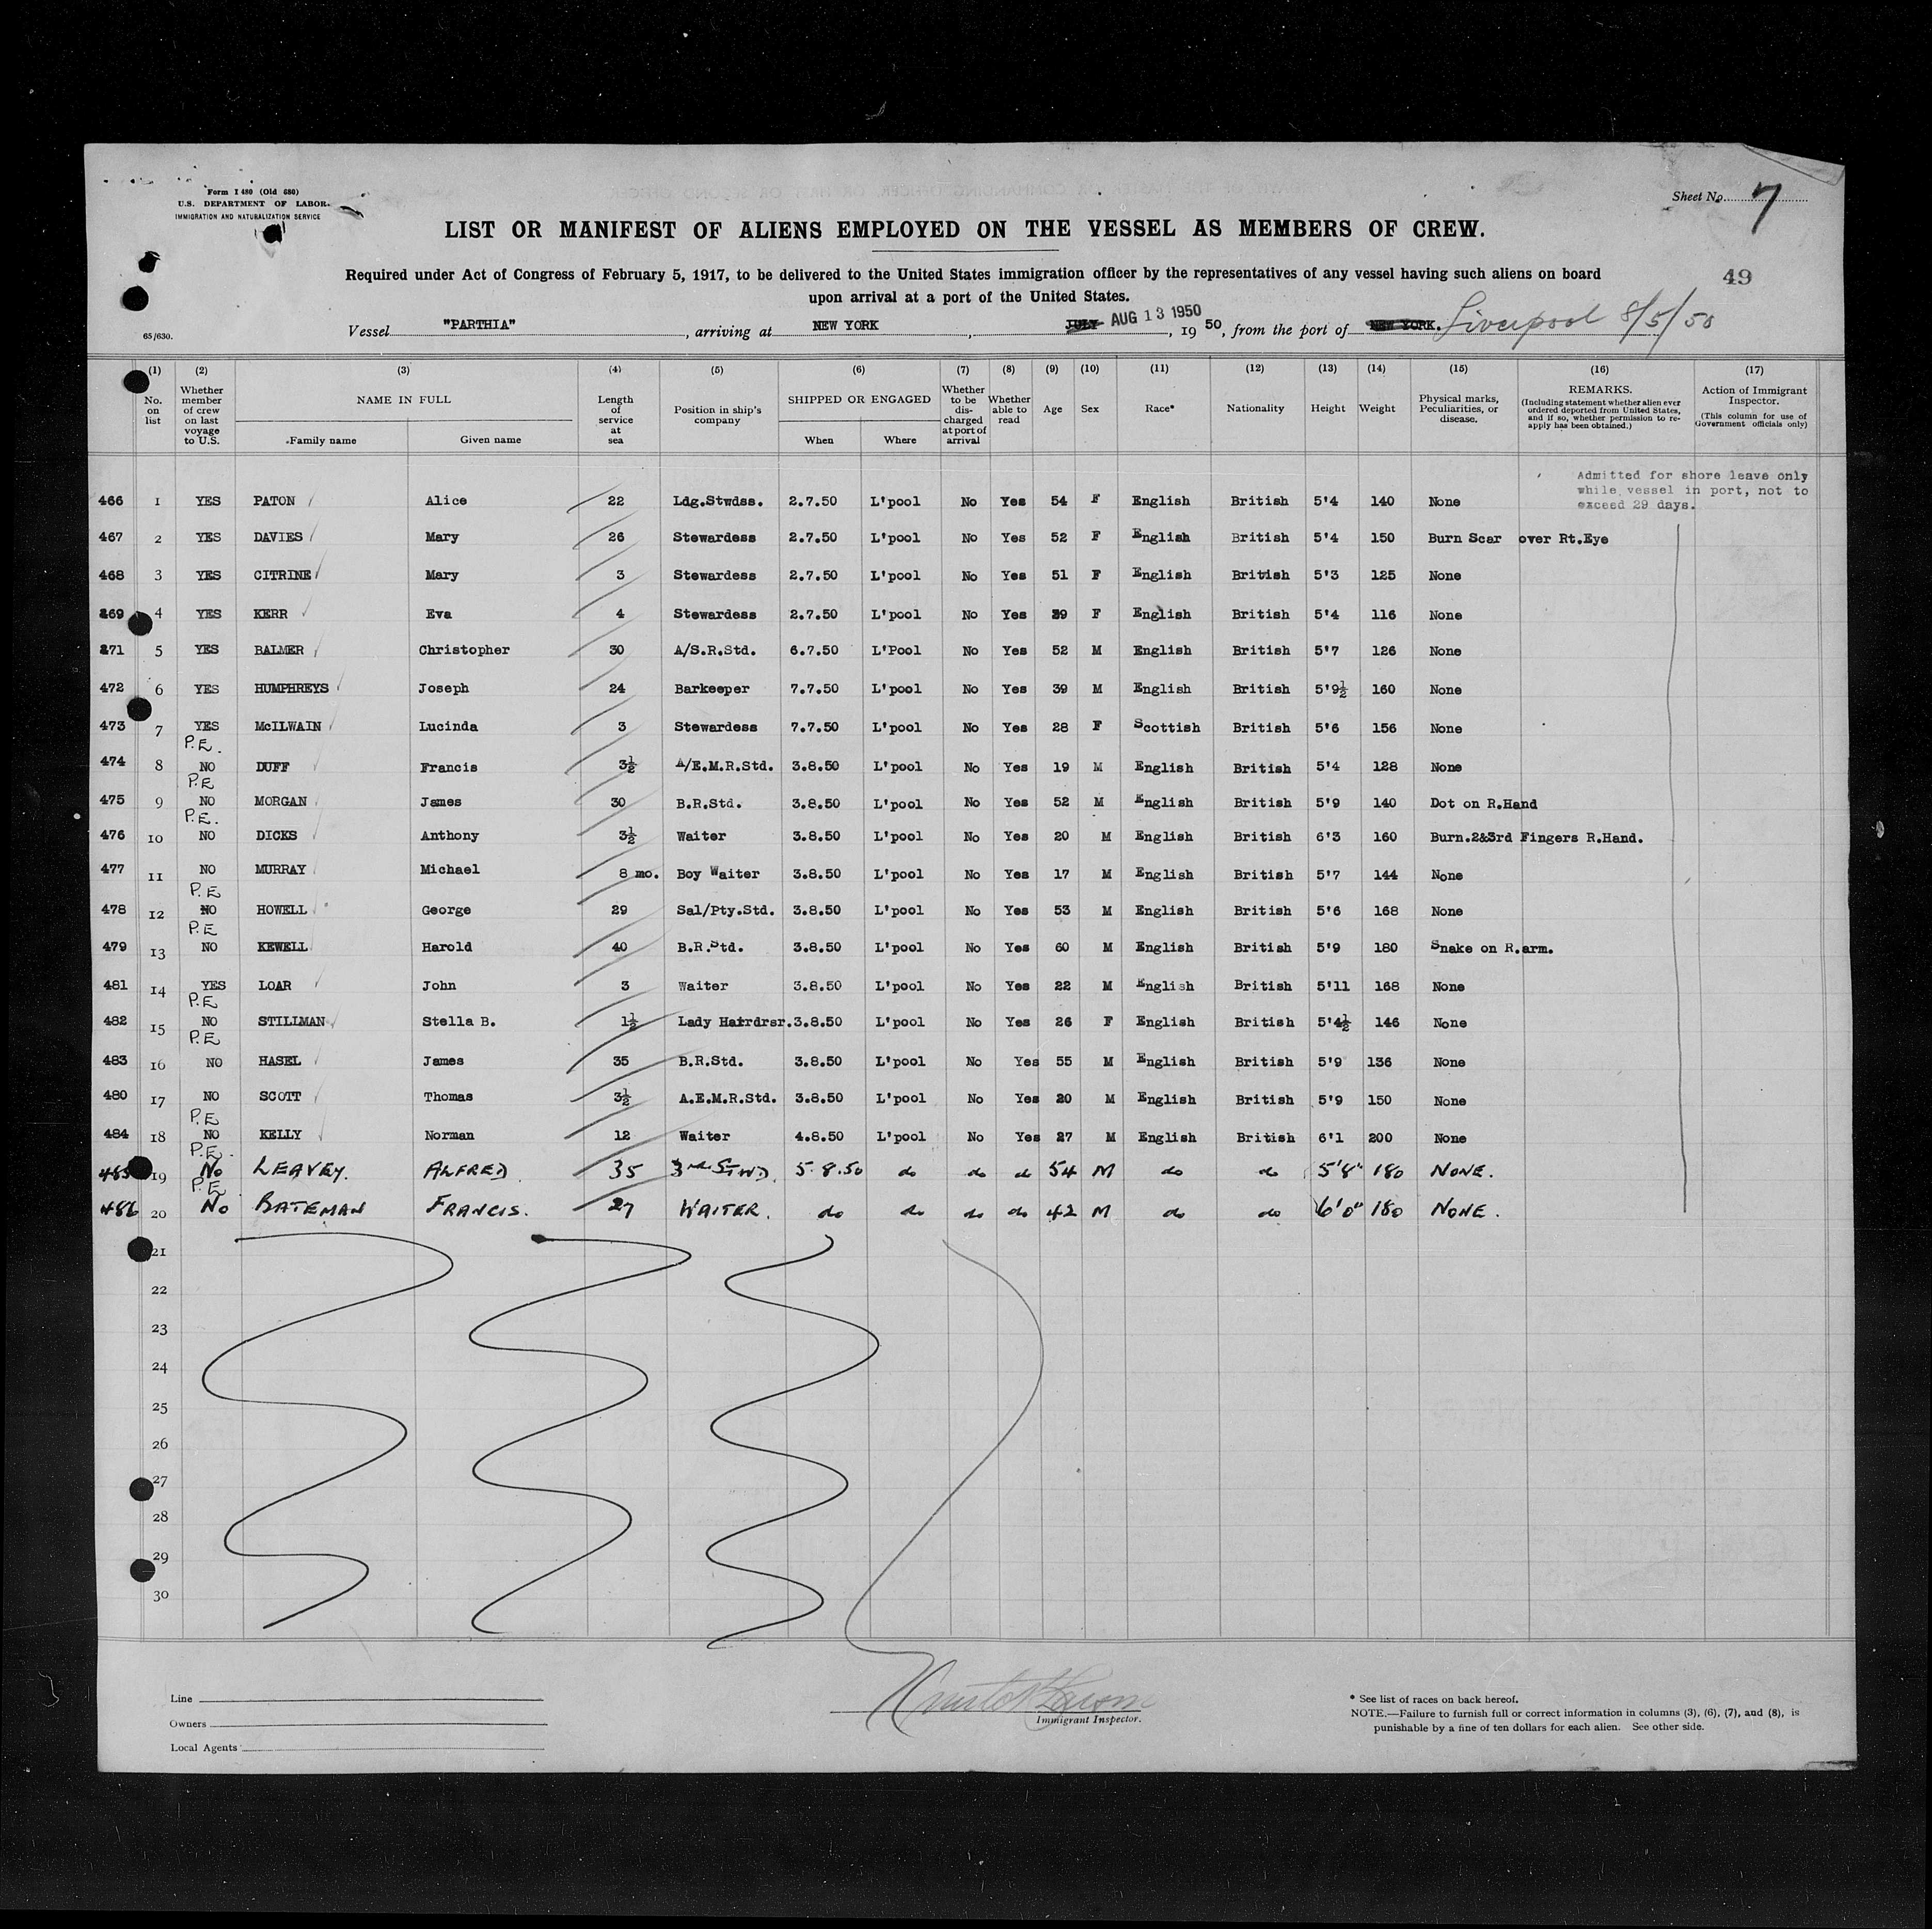 Form I 480 (Old 680)
U.S. DEPARTMENT OF LABOR
IMMIGRATION AND NATURALIZATION SERVICE
Sheet No. 7
LIST OR MANIFEST OF ALIENS EMPLOYED ON THE VESSEL AS MEMBERS OF CREW.
Required under Act of Congress of February 5, 1917, to be delivered to the United States immigration officer by the representatives of any vessel having such aliens on board
upon arrival at a port of the United States.
49
65/630.
Vessel "PARTHIA", arriving at NEW YORK, JULY AUG 13 1950, 19 50, from the port of NEW YORK. Liverpool 8/5/50
(1) (2) (3) (4) (5) (6) (7) (8) (9) (10) (11) (12) (13) (14) (15) (16) (17)
No. on list
Whether member of crew on last voyage to U.S.
NAME IN FULL
Family name Given name
Length of service at sea
Position in ship's company
SHIPPED OR ENGAGED
When Where
Whether to be discharged at port of arrival
Whether able to read
Age
Sex
Race*
Nationality
Height
Weight
Physical marks, Peculiarities, or disease.
REMARKS.
(Including statement whether alien ever ordered deported from United States, and if so, whether permission to re-apply has been obtained.)
Action of Immigrant Inspector.
(This column for use of Government officials only)
Admitted for shore leave only
while vessel in port, not to
exceed 29 days.
466 1 YES PATON Alice 22 Ldg.Stwdss. 2.7.50 L'pool No Yes 54 F English British 5'4 140 None
467 2 YES DAVIES Mary 26 Stewardess 2.7.50 L'pool No Yes 52 F English British 5'4 150 Burn Scar over Rt.Eye
468 3 YES CITRINE Mary 3 Stewardess 2.7.50 L'pool No Yes 51 F English British 5'3 125 None
469 4 YES KERR Eva 4 Stewardess 2.7.50 L'pool No Yes 39 F English British 5'4 116 None
471 5 YES BALMER Christopher 30 A/S.R.Std. 6.7.50 L'Pool No Yes 52 M English British 5'7 126 None
472 6 YES HUMPHREYS Joseph 24 Barkeeper 7.7.50 L'pool No Yes 39 M English British 5'9½ 160 None
473 7 YES McILWAIN Lucinda 3 Stewardess 7.7.50 L'pool No Yes 28 F Scottish British 5'6 156 None
P.E.
474 8 NO DUFF Francis 3½ A/E.M.R.Std. 3.8.50 L'pool No Yes 19 M English British 5'4 128 None
P.E
475 9 NO MORGAN James 30 B.R.Std. 3.8.50 L'pool No Yes 52 M English British 5'9 140 Dot on R.Hand
P.E.
476 10 NO DICKS Anthony 3½ Waiter 3.8.50 L'pool No Yes 20 M English British 6'3 160 Burn.2&3rd Fingers R.Hand.
477 11 NO MURRAY Michael 8 mo. Boy Waiter 3.8.50 L'pool No Yes 17 M English British 5'7 144 None
P.E
478 12 NO HOWELL George 29 Sal/Pty.Std. 3.8.50 L'pool No Yes 53 M English British 5'6 168 None
P.E
479 13 NO KEWELL Harold 40 B.R.Std. 3.8.50 L'pool No Yes 60 M English British 5'9 180 Snake on R.arm.
481 14 YES LOAR John 3 Waiter 3.8.50 L'pool No Yes 22 M English British 5'11 168 None
P.E
482 15 NO STILLMAN Stella B. 1½ Lady Hairdrsr. 3.8.50 L'pool No Yes 26 F English British 5'4½ 146 None
P.E
483 16 NO HASEL James 35 B.R.Std. 3.8.50 L'pool No Yes 55 M English British 5'9 136 None
480 17 NO SCOTT Thomas 3½ A.E.M.R.Std. 3.8.50 L'pool No Yes 20 M English British 5'9 150 None
P.E
484 18 NO KELLY Norman 12 Waiter 4.8.50 L'pool No Yes 27 M English British 6'1 200 None
P.E.
485 19 No LEAVEY. ALFRED. 35 3rd STWD. 5.8.50 do do do 54 M do do 5'8" 180 NONE.
P.E
486 20 No BATEMAN FRANCIS. 27 WAITER. do do do do 42 M do do 6'0" 180 NONE.
21
22
23
24
25
26
27
28
29
30
Line
Owners
Local Agents
Immigrant Inspector.
* See list of races on back hereof.
NOTE.—Failure to furnish full or correct information in columns (3), (6), (7), and (8), is
punishable by a fine of ten dollars for each alien. See other side.